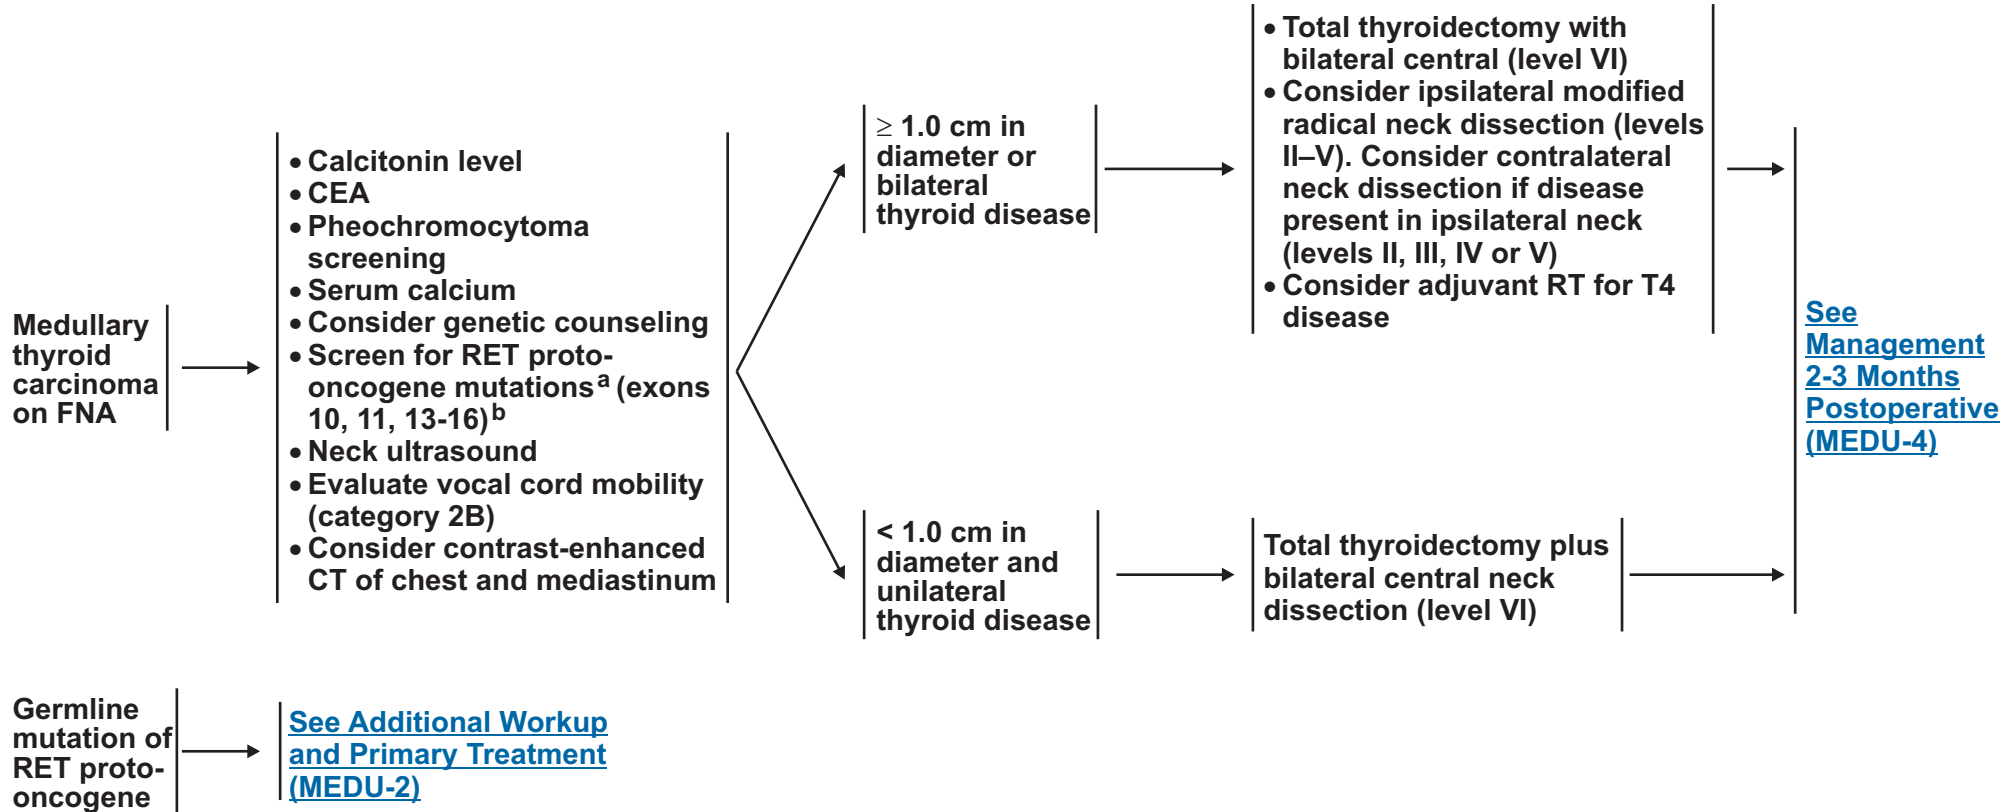 Medullary
thyroid
carcinoma
on FNA
• Calcitonin level
• CEA
• Pheochromocytoma
screening
• Serum calcium
• Consider genetic counseling
• Screen for RET proto-
oncogene mutations a (exons
10, 11, 13-16) b
• Neck ultrasound
• Evaluate vocal cord mobility
(category 2B)
• Consider contrast-enhanced
CT of chest and mediastinum
≥ 1.0 cm in
diameter or
bilateral
thyroid disease
• Total thyroidectomy with
bilateral central (level VI)
• Consider ipsilateral modified
radical neck dissection (levels
II–V). Consider contralateral
neck dissection if disease
present in ipsilateral neck
(levels II, III, IV or V)
• Consider adjuvant RT for T4
disease
< 1.0 cm in
diameter and
unilateral
thyroid disease
Total thyroidectomy plus
bilateral central neck
dissection (level VI)
See
Management
2-3 Months
Postoperative
(MEDU-4)
Germline
mutation of
RET proto-
oncogene
See Additional Workup
and Primary Treatment
(MEDU-2)